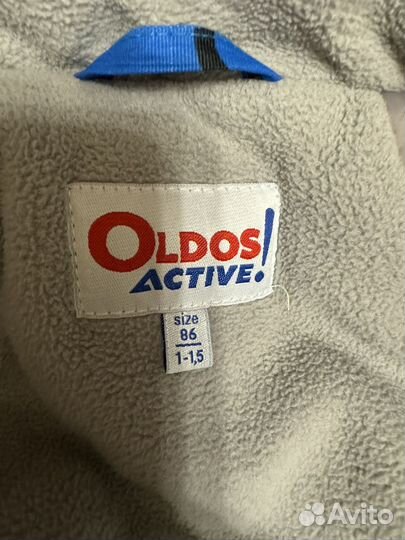 OLDOS
ACTIVE!
size
86
1-1,5
Avito